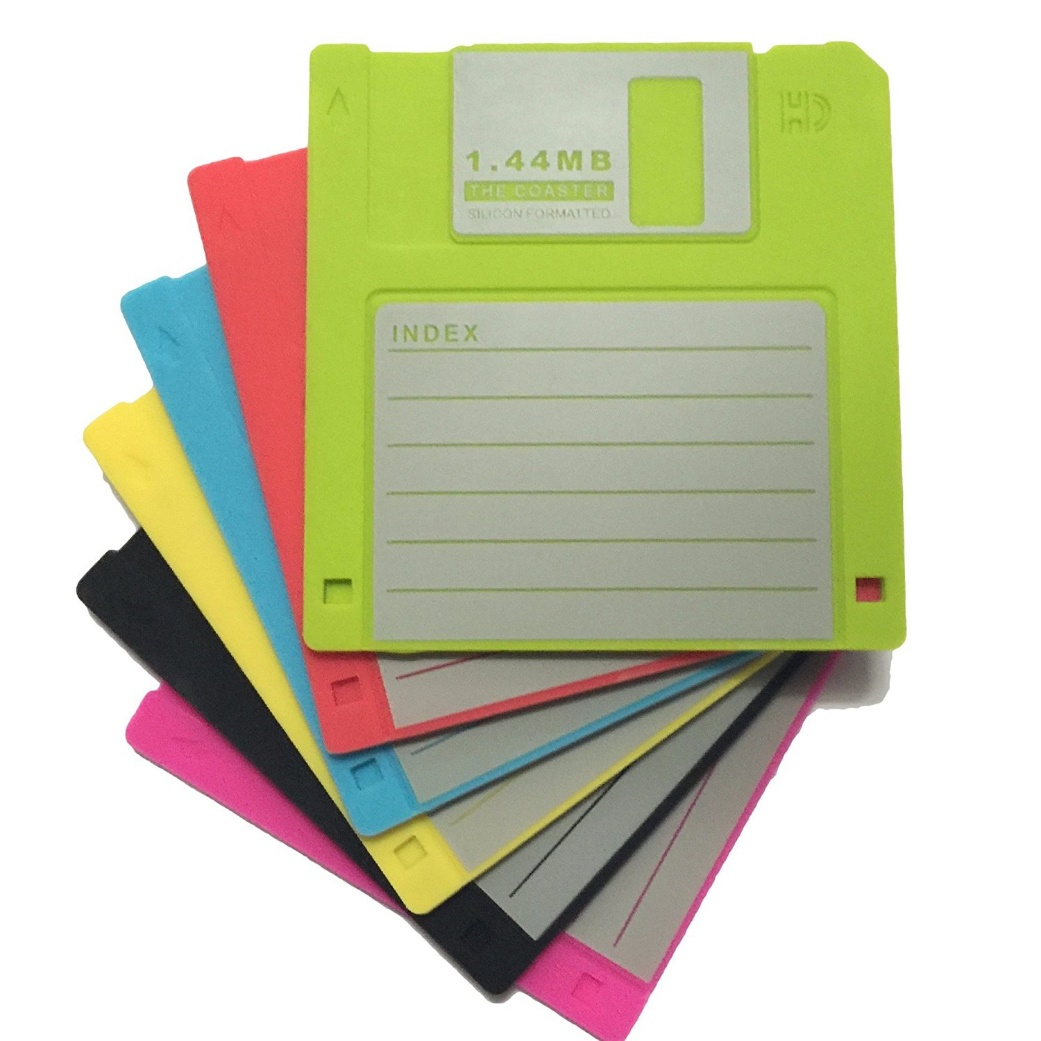 HD
1.44MB
THE COASTER
SILICON FORMATTED
INDEX